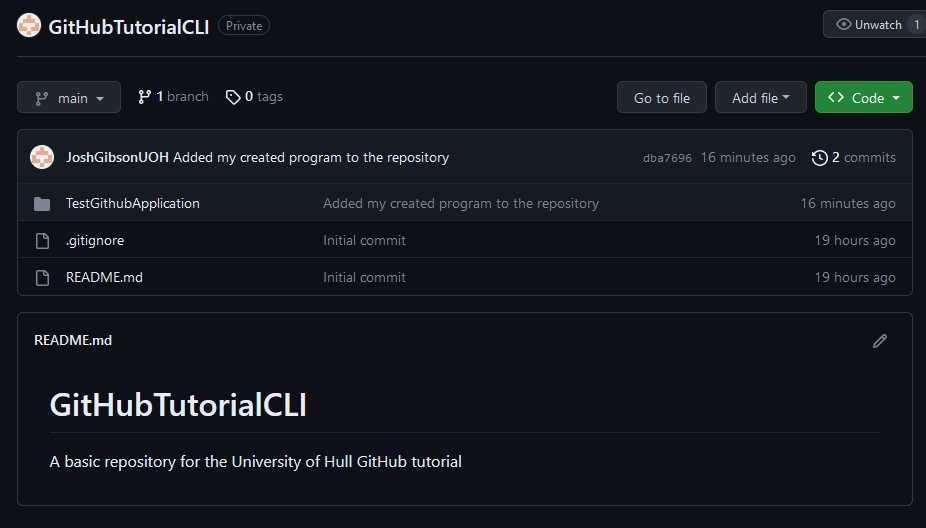 GitHubTutorialCLI Private Unwatch 1
main 1 branch 0 tags Go to file Add file Code
JoshGibsonUOH Added my created program to the repository dba7696 16 minutes ago 2 commits
TestGithubApplication Added my created program to the repository 16 minutes ago
.gitignore Initial commit 19 hours ago
README.md Initial commit 19 hours ago
README.md
GitHubTutorialCLI
A basic repository for the University of Hull GitHub tutorial